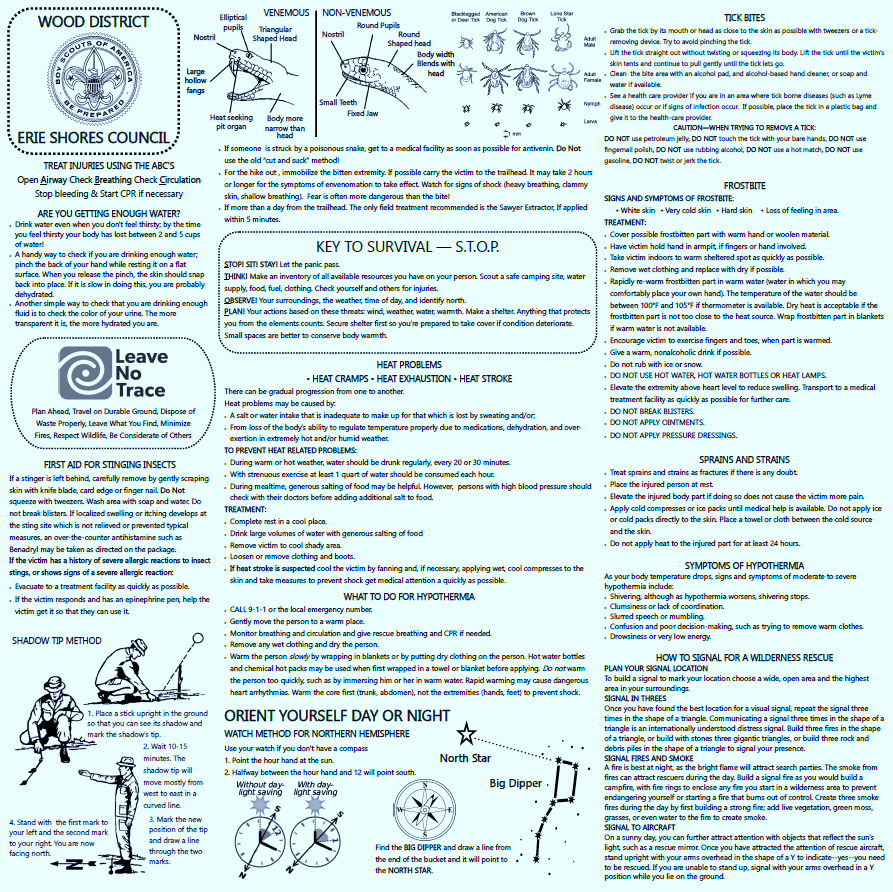 WOOD DISTRICT
BOY SCOUTS OF AMERICA
BE PREPARED
ERIE SHORES COUNCIL
TREAT INJURIES USING THE ABC'S
Open Airway Check Breathing Check Circulation
Stop bleeding & Start CPR if necessary
ARE YOU GETTING ENOUGH WATER?
• Drink water even when you don't feel thirsty; by the time
you feel thirsty your body has lost between 2 and 5 cups
of water!
• A handy way to check if you are drinking enough water;
pinch the back of your hand while resting it on a flat
surface. When you release the pinch, the skin should snap
back into place. If it is slow in doing this, you are probably
dehydrated.
• Another simple way to check that you are drinking enough
fluid is to check the color of your urine. The more
transparent it is, the more hydrated you are.
Leave
No
Trace
Plan Ahead, Travel on Durable Ground, Dispose of
Waste Properly, Leave What You Find, Minimize
Fires, Respect Wildlife, Be Considerate of Others
FIRST AID FOR STINGING INSECTS
If a stinger is left behind, carefully remove by gently scraping
skin with knife blade, card edge or finger nail. Do Not
squeeze with tweezers. Wash area with soap and water. Do
not break blisters. If localized swelling or itching develops at
the sting site which is not relieved or prevented typical
measures, an over-the-counter antihistamine such as
Benadryl may be taken as directed on the package.
If the victim has a history of severe allergic reactions to insect
stings, or shows signs of a severe allergic reaction:
• Evacuate to a treatment facility as quickly as possible.
• If the victim responds and has an epinephrine pen, help the
victim get it so that they can use it.
SHADOW TIP METHOD
1. Place a stick upright in the ground
so that you can see its shadow and
mark the shadow's tip.
2. Wait 10-15
minutes. The
shadow tip will
move mostly from
west to east in a
curved line.
3. Mark the new
position of the tip
and draw a line
through the two
marks.
4. Stand with the first mark to
your left and the second mark
to your right. You are now
facing north.
N
VENOMOUS
Elliptical
pupils
Nostril
Triangular
Shaped Head
Large
hollow
fangs
Heat seeking
pit organ
Body more
narrow than
head
NON-VENOMOUS
Round Pupils
Nostril
Round
Shaped head
Body width
Blends with
head
Small Teeth
Fixed Jaw
Blacklegged
or Deer Tick
American
Dog Tick
Brown
Dog Tick
Lone Star
Tick
Adult
Male
Adult
Female
Nymph
Larva
1 mm
• If someone is struck by a poisonous snake, get to a medical facility as soon as possible for antivenin. Do Not
use the old "cut and suck" method!
• For the hike out , immobilize the bitten extremity. If possible carry the victim to the trailhead. It may take 2 hours
or longer for the symptoms of envenomation to take effect. Watch for signs of shock (heavy breathing, clammy
skin, shallow breathing). Fear is often more dangerous than the bite!
• If more than a day from the trailhead. The only field treatment recommended is the Sawyer Extractor, If applied
within 5 minutes.
KEY TO SURVIVAL — S.T.O.P.
STOP! SIT! STAY! Let the panic pass.
THINK! Make an inventory of all available resources you have on your person. Scout a safe camping site, water
supply, food, fuel, clothing. Check yourself and others for injuries.
OBSERVE! Your surroundings, the weather, time of day, and identify north.
PLAN! Your actions based on these threats: wind, weather, water, warmth. Make a shelter. Anything that protects
you from the elements counts. Secure shelter first so you're prepared to take cover if condition deteriorate.
Small spaces are better to conserve body warmth.
HEAT PROBLEMS
• HEAT CRAMPS • HEAT EXHAUSTION • HEAT STROKE
There can be gradual progression from one to another.
Heat problems may be caused by:
• A salt or water intake that is inadequate to make up for that which is lost by sweating and/or;
• From loss of the body's ability to regulate temperature properly due to medications, dehydration, and over-
exertion in extremely hot and/or humid weather.
TO PREVENT HEAT RELATED PROBLEMS:
• During warm or hot weather, water should be drunk regularly, every 20 or 30 minutes.
• With strenuous exercise at least 1 quart of water should be consumed each hour.
• During mealtime, generous salting of food may be helpful. However, persons with high blood pressure should
check with their doctors before adding additional salt to food.
TREATMENT:
• Complete rest in a cool place.
• Drink large volumes of water with generous salting of food
• Remove victim to cool shady area.
• Loosen or remove clothing and boots.
• If heat stroke is suspected cool the victim by fanning and, if necessary, applying wet, cool compresses to the
skin and take measures to prevent shock get medical attention a quickly as possible.
WHAT TO DO FOR HYPOTHERMIA
• CALL 9-1-1 or the local emergency number.
• Gently move the person to a warm place.
• Monitor breathing and circulation and give rescue breathing and CPR if needed.
• Remove any wet clothing and dry the person.
• Warm the person slowly by wrapping in blankets or by putting dry clothing on the person. Hot water bottles
and chemical hot packs may be used when first wrapped in a towel or blanket before applying. Do not warm
the person too quickly, such as by immersing him or her in warm water. Rapid warming may cause dangerous
heart arrhythmias. Warm the core first (trunk, abdomen), not the extremities (hands, feet) to prevent shock.
ORIENT YOURSELF DAY OR NIGHT
WATCH METHOD FOR NORTHERN HEMISPHERE
Use your watch if you don't have a compass
1. Point the hour hand at the sun.
2. Halfway between the hour hand and 12 will point south.
Without day-
light saving
With day-
light saving
North Star
Big Dipper
Find the BIG DIPPER and draw a line from
the end of the bucket and it will point to
the NORTH STAR.
TICK BITES
• Grab the tick by its mouth or head as close to the skin as possible with tweezers or a tick-
removing device. Try to avoid pinching the tick.
• Lift the tick straight out without twisting or squeezing its body. Lift the tick until the victim's
skin tents and continue to pull gently until the tick lets go.
• Clean the bite area with an alcohol pad, and alcohol-based hand cleaner, or soap and
water if available.
• See a health care provider if you are in an area where tick borne diseases (such as Lyme
disease) occur or if signs of infection occur. If possible, place the tick in a plastic bag and
give it to the health-care provider.
CAUTION—WHEN TRYING TO REMOVE A TICK:
DO NOT use petroleum jelly, DO NOT touch the tick with your bare hands, DO NOT use
fingernail polish, DO NOT use rubbing alcohol, DO NOT use a hot match, DO NOT use
gasoline, DO NOT twist or jerk the tick.
FROSTBITE
SIGNS AND SYMPTOMS OF FROSTBITE:
• White skin • Very cold skin • Hard skin • Loss of feeling in area.
TREATMENT:
• Cover possible frostbitten part with warm hand or woolen material.
• Have victim hold hand in armpit, if fingers or hand involved.
• Take victim indoors to warm sheltered spot as quickly as possible.
• Remove wet clothing and replace with dry if possible.
• Rapidly re-warm frostbitten part in warm water (water in which you may
comfortably place your own hand). The temperature of the water should be
between 100°F and 105°F if thermometer is available. Dry heat is acceptable if the
frostbitten part is not too close to the heat source. Wrap frostbitten part in blankets
if warm water is not available.
• Encourage victim to exercise fingers and toes, when part is warmed.
• Give a warm, nonalcoholic drink if possible.
• Do not rub with ice or snow.
• DO NOT USE HOT WATER, HOT WATER BOTTLES OR HEAT LAMPS.
• Elevate the extremity above heart level to reduce swelling. Transport to a medical
treatment facility as quickly as possible for further care.
• DO NOT BREAK BLISTERS.
• DO NOT APPLY OINTMENTS.
• DO NOT APPLY PRESSURE DRESSINGS.
SPRAINS AND STRAINS
• Treat sprains and strains as fractures if there is any doubt.
• Place the injured person at rest.
• Elevate the injured body part if doing so does not cause the victim more pain.
• Apply cold compresses or ice packs until medical help is available. Do not apply ice
or cold packs directly to the skin. Place a towel or cloth between the cold source
and the skin.
• Do not apply heat to the injured part for at least 24 hours.
SYMPTOMS OF HYPOTHERMIA
As your body temperature drops, signs and symptoms of moderate to severe
hypothermia include:
• Shivering, although as hypothermia worsens, shivering stops.
• Clumsiness or lack of coordination.
• Slurred speech or mumbling.
• Confusion and poor decision-making, such as trying to remove warm clothes.
• Drowsiness or very low energy.
HOW TO SIGNAL FOR A WILDERNESS RESCUE
PLAN YOUR SIGNAL LOCATION
To build a signal to mark your location choose a wide, open area and the highest
area in your surroundings.
SIGNAL IN THREES
Once you have found the best location for a visual signal, repeat the signal three
times in the shape of a triangle. Communicating a signal three times in the shape of a
triangle is an internationally understood distress signal. Build three fires in the shape
of a triangle, or build with stones three gigantic triangles, or build three rock and
debris piles in the shape of a triangle to signal your presence.
SIGNAL FIRES AND SMOKE
A fire is best at night, as the bright flame will attract search parties. The smoke from
fires can attract rescuers during the day. Build a signal fire as you would build a
campfire, with fire rings to enclose any fire you start in a wilderness area to prevent
endangering yourself or starting a fire that burns out of control. Create three smoke
fires during the day by first building a strong fire; add live vegetation, green moss,
grasses, or even water to the fire to create smoke.
SIGNAL TO AIRCRAFT
On a sunny day, you can further attract attention with objects that reflect the sun's
light, such as a rescue mirror. Once you have attracted the attention of rescue aircraft,
stand upright with your arms overhead in the shape of a Y to indicate--yes--you need
to be rescued. If you are unable to stand up, signal with your arms overhead in a Y
position while you lie on the ground.